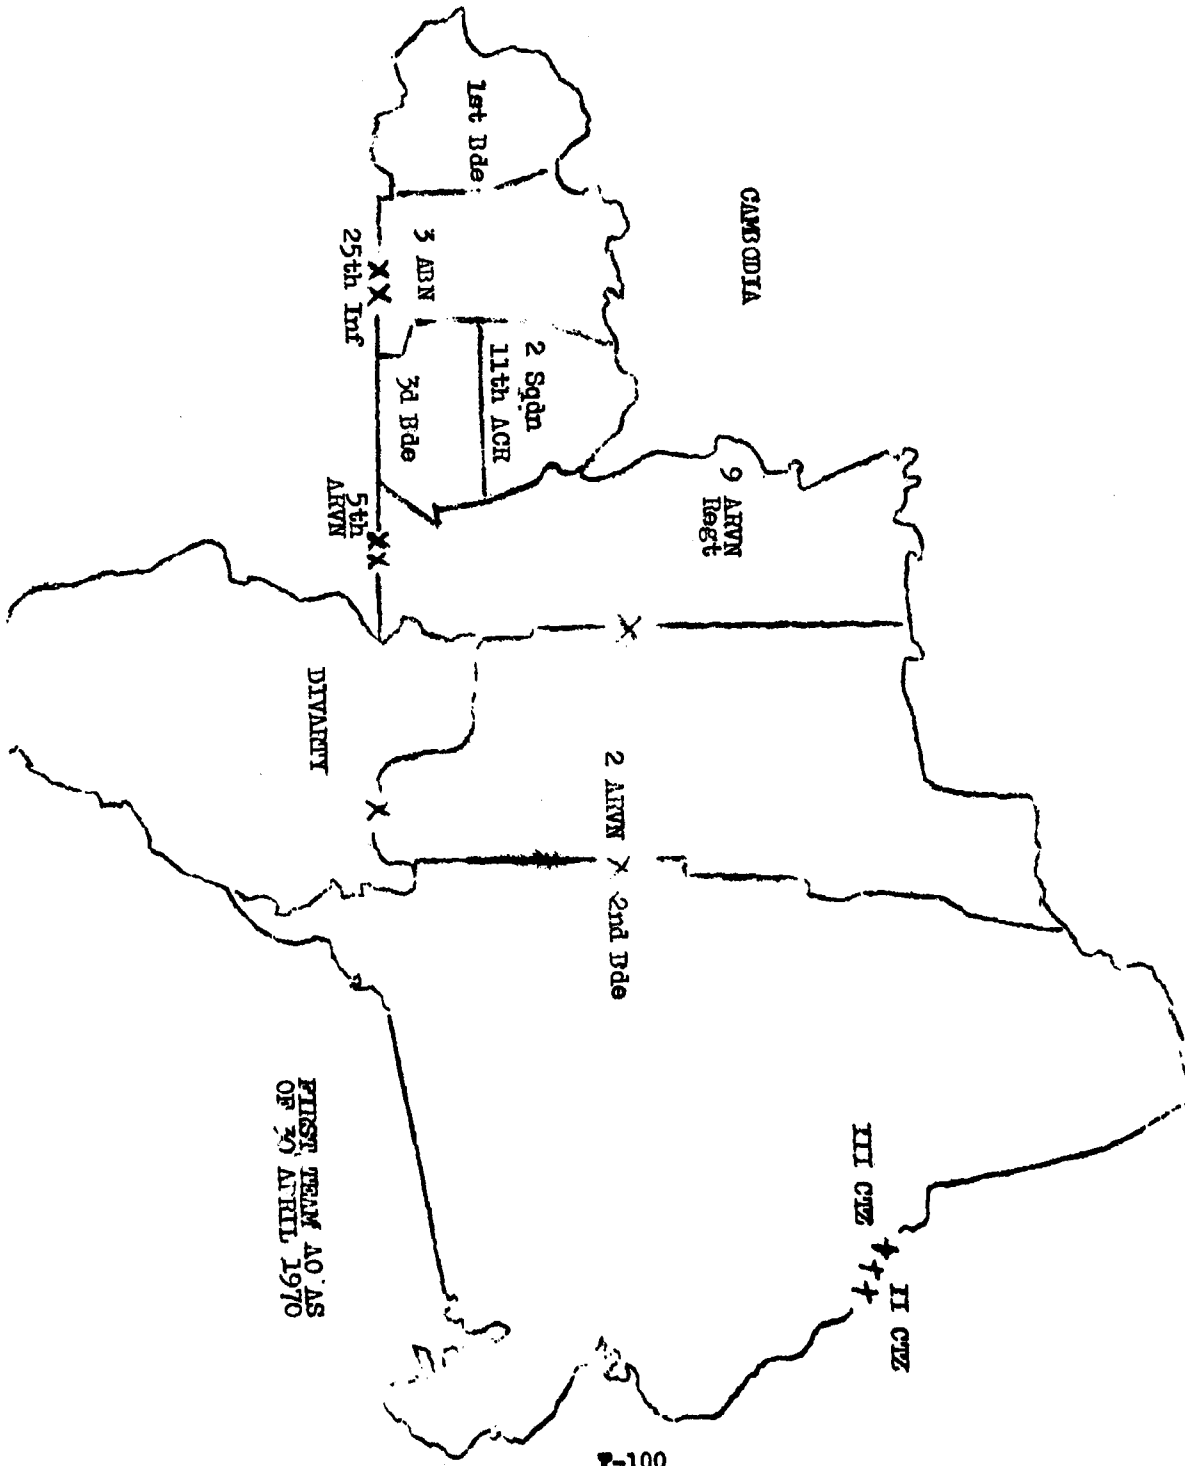 CAMBODIA
1st Bde
3 ABN
2 Sqdn
11th ACR
3d Bde
25th Inf
5th
ARVN
9 ARVN
Regt
DIVARTY
2 ARVN
2nd Bde
III CTZ
II CTZ
FIRST TEAM AO AS
OF 30 APRIL 1970
F-100